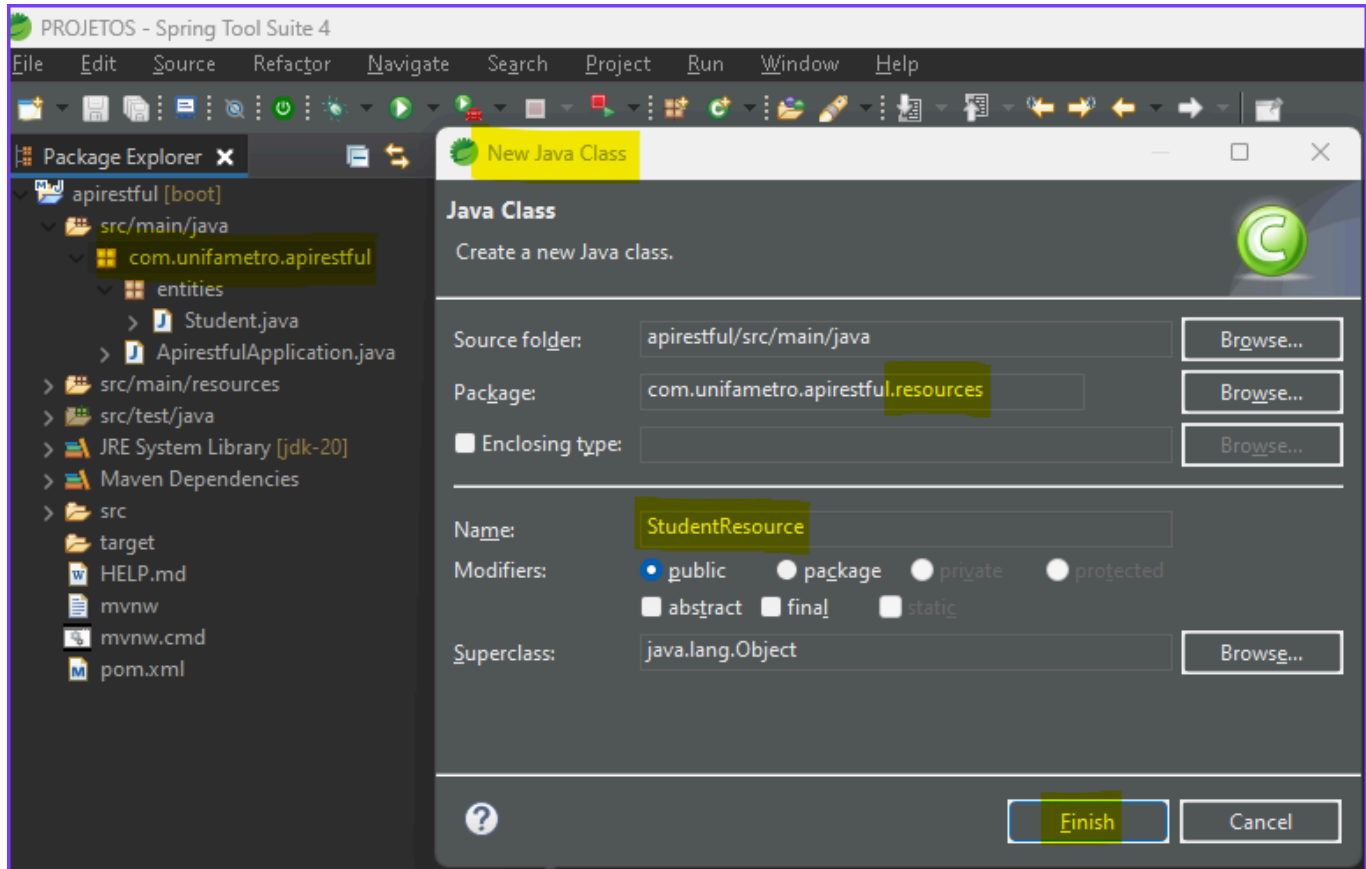 PROJETOS - Spring Tool Suite 4
File Edit Source Refactor Navigate Search Project Run Window Help
Package Explorer
apirestful [boot]
src/main/java
com.unifametro.apirestful
entities
Student.java
ApirestfulApplication.java
src/main/resources
src/test/java
JRE System Library [jdk-20]
Maven Dependencies
src
target
HELP.md
mvnw
mvnw.cmd
pom.xml
New Java Class
Java Class
Create a new Java class.
Source folder: apirestful/src/main/java Browse...
Package: com.unifametro.apirestful.resources Browse...
Enclosing type: Browse...
Name: StudentResource
Modifiers: public package private protected
abstract final static
Superclass: java.lang.Object Browse...
Finish Cancel